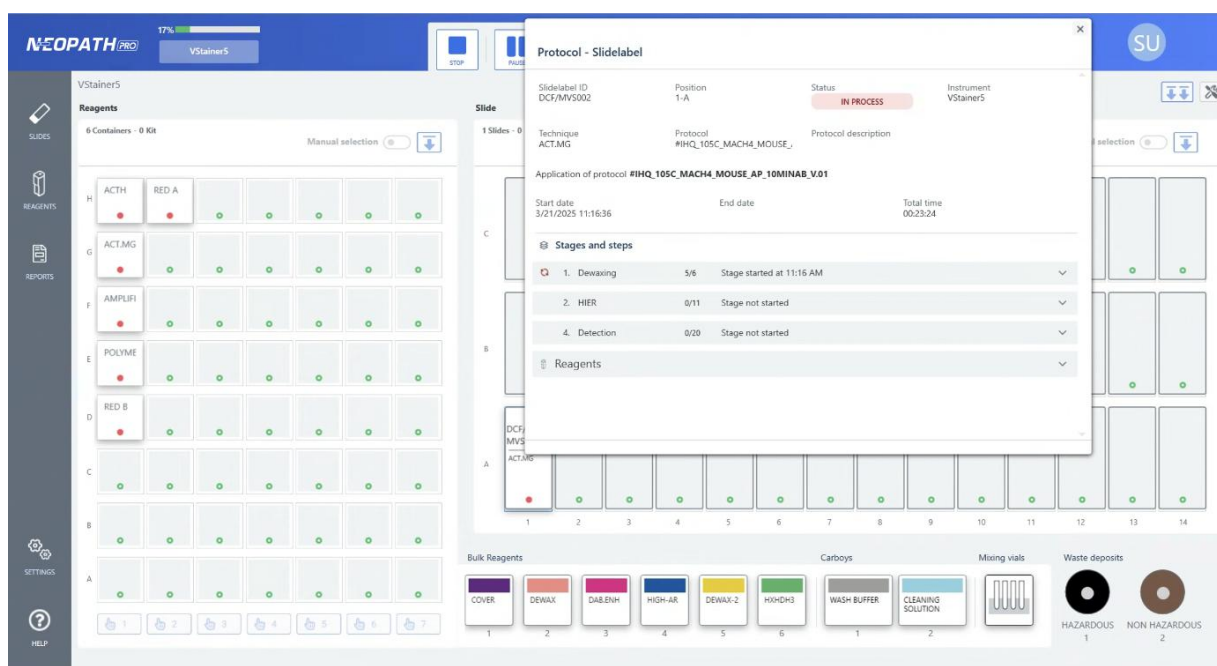 NEOPATH PRO
17%
VStainer5
STOP
PAUSE
SU
SLIDES
REAGENTS
REPORTS
SETTINGS
HELP
VStainer5
Reagents
6 Containers - 0 Kit
Manual selection
H
ACTH
RED A
G
ACT.MG
F
AMPLIFI
E
POLYME
D
RED B
C
B
A
1
2
3
4
5
6
7
Slide
1 Slides - 0
selection
C
B
A
DCF/
MVS
ACT.MG
1 2 3 4 5 6 7 8 9 10 11 12 13 14
Protocol - Slidelabel
Slidelabel ID
DCF/MVS002
Position
1-A
Status
IN PROCESS
Instrument
VStainer5
Technique
ACT.MG
Protocol
#IHQ_105C_MACH4_MOUSE_
Protocol description
Application of protocol #IHQ_105C_MACH4_MOUSE_AP_10MINAB_V.01
Start date
3/21/2025 11:16:36
End date
Total time
00:23:24
Stages and steps
1. Dewaxing 5/6 Stage started at 11:16 AM
2. HIER 0/11 Stage not started
4. Detection 0/20 Stage not started
Reagents
Bulk Reagents
COVER
DEWAX
DAB.ENH
HIGH-AR
DEWAX-2
HXHDH3
1 2 3 4 5 6
Carboys
WASH BUFFER
CLEANING
SOLUTION
1 2
Mixing vials
Waste deposits
HAZARDOUS
1
NON HAZARDOUS
2